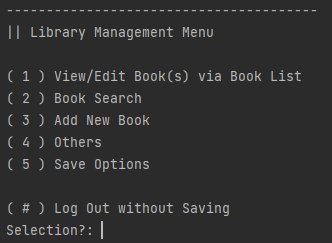 ----------------------------------------
|| Library Management Menu
( 1 ) View/Edit Book(s) via Book List
( 2 ) Book Search
( 3 ) Add New Book
( 4 ) Others
( 5 ) Save Options
( # ) Log Out without Saving
Selection?: